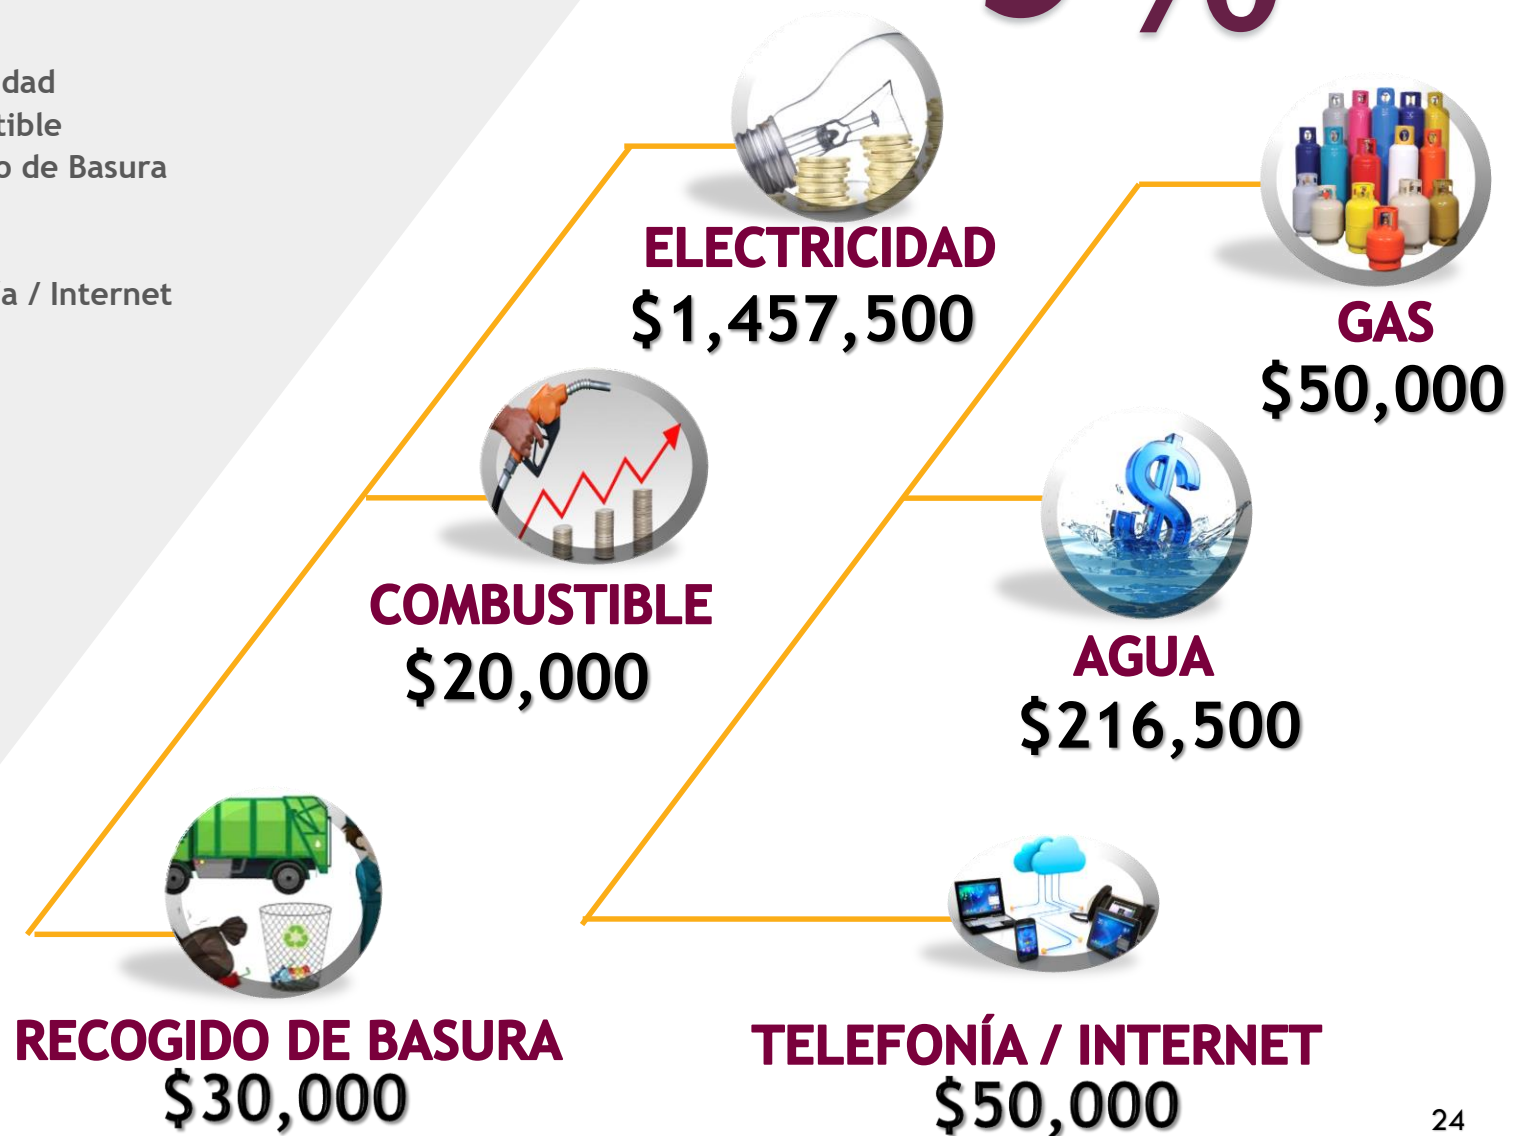 %
dad
tible
o de Basura
a / Internet
ELECTRICIDAD
$1,457,500
GAS
$50,000
COMBUSTIBLE
$20,000
AGUA
$216,500
RECOGIDO DE BASURA
$30,000
TELEFONÍA / INTERNET
$50,000
24